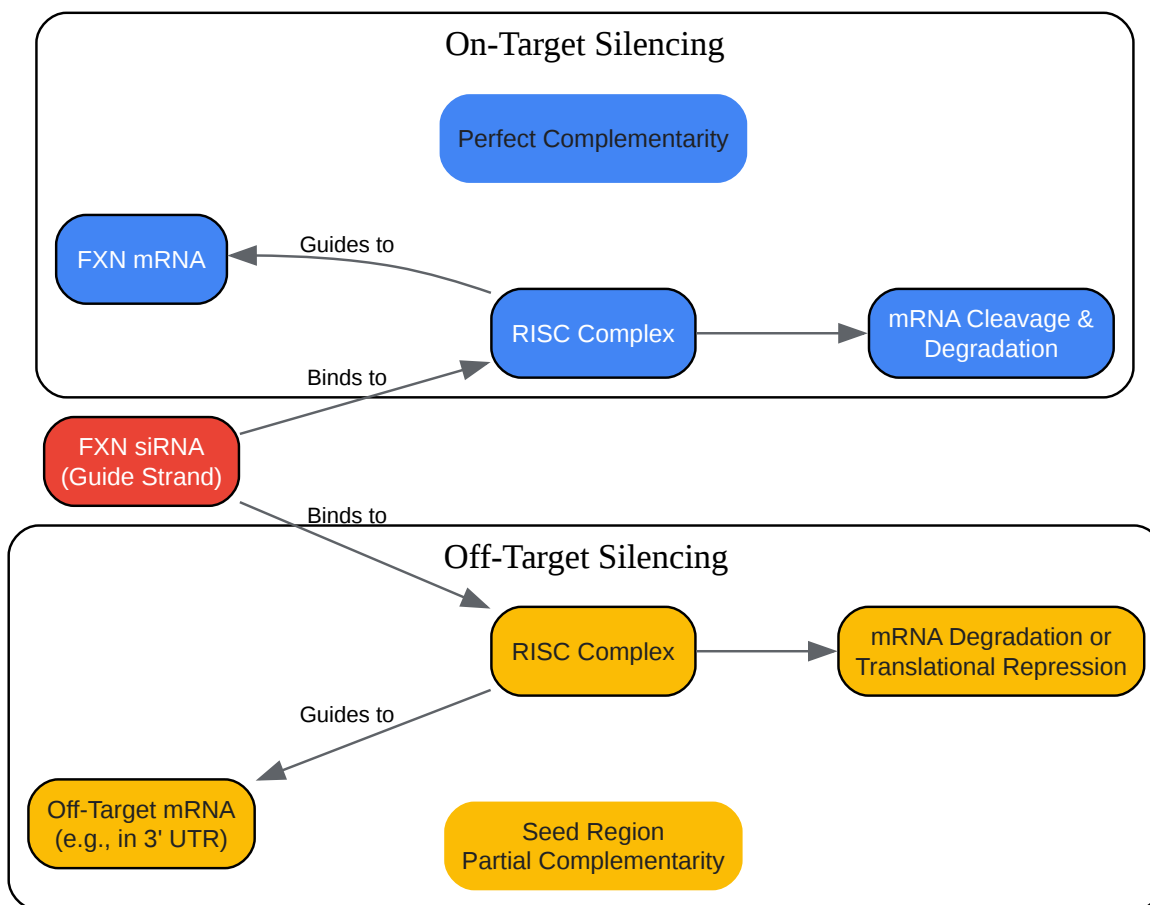 On-Target Silencing
Perfect Complementarity
FXN mRNA
Guides to
RISC Complex
mRNA Cleavage &
Degradation
Binds to
FXN siRNA
(Guide Strand)
Binds to
Off-Target Silencing
RISC Complex
mRNA Degradation or
Translational Repression
Guides to
Off-Target mRNA
(e.g., in 3' UTR)
Seed Region
Partial Complementarity